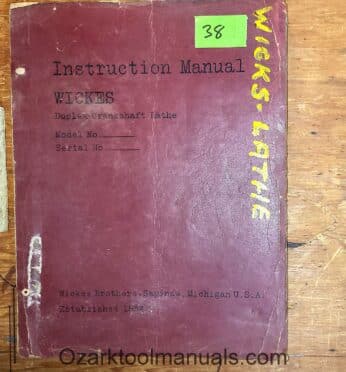 38
Instruction Manual
WICKES
Duplex Crankshaft Lathe
Model No
Serial No
WICKS-LATHE
Wickes Brothers, Saginaw, Michigan U.S.A.
Established
Ozarktoolmanuals.com